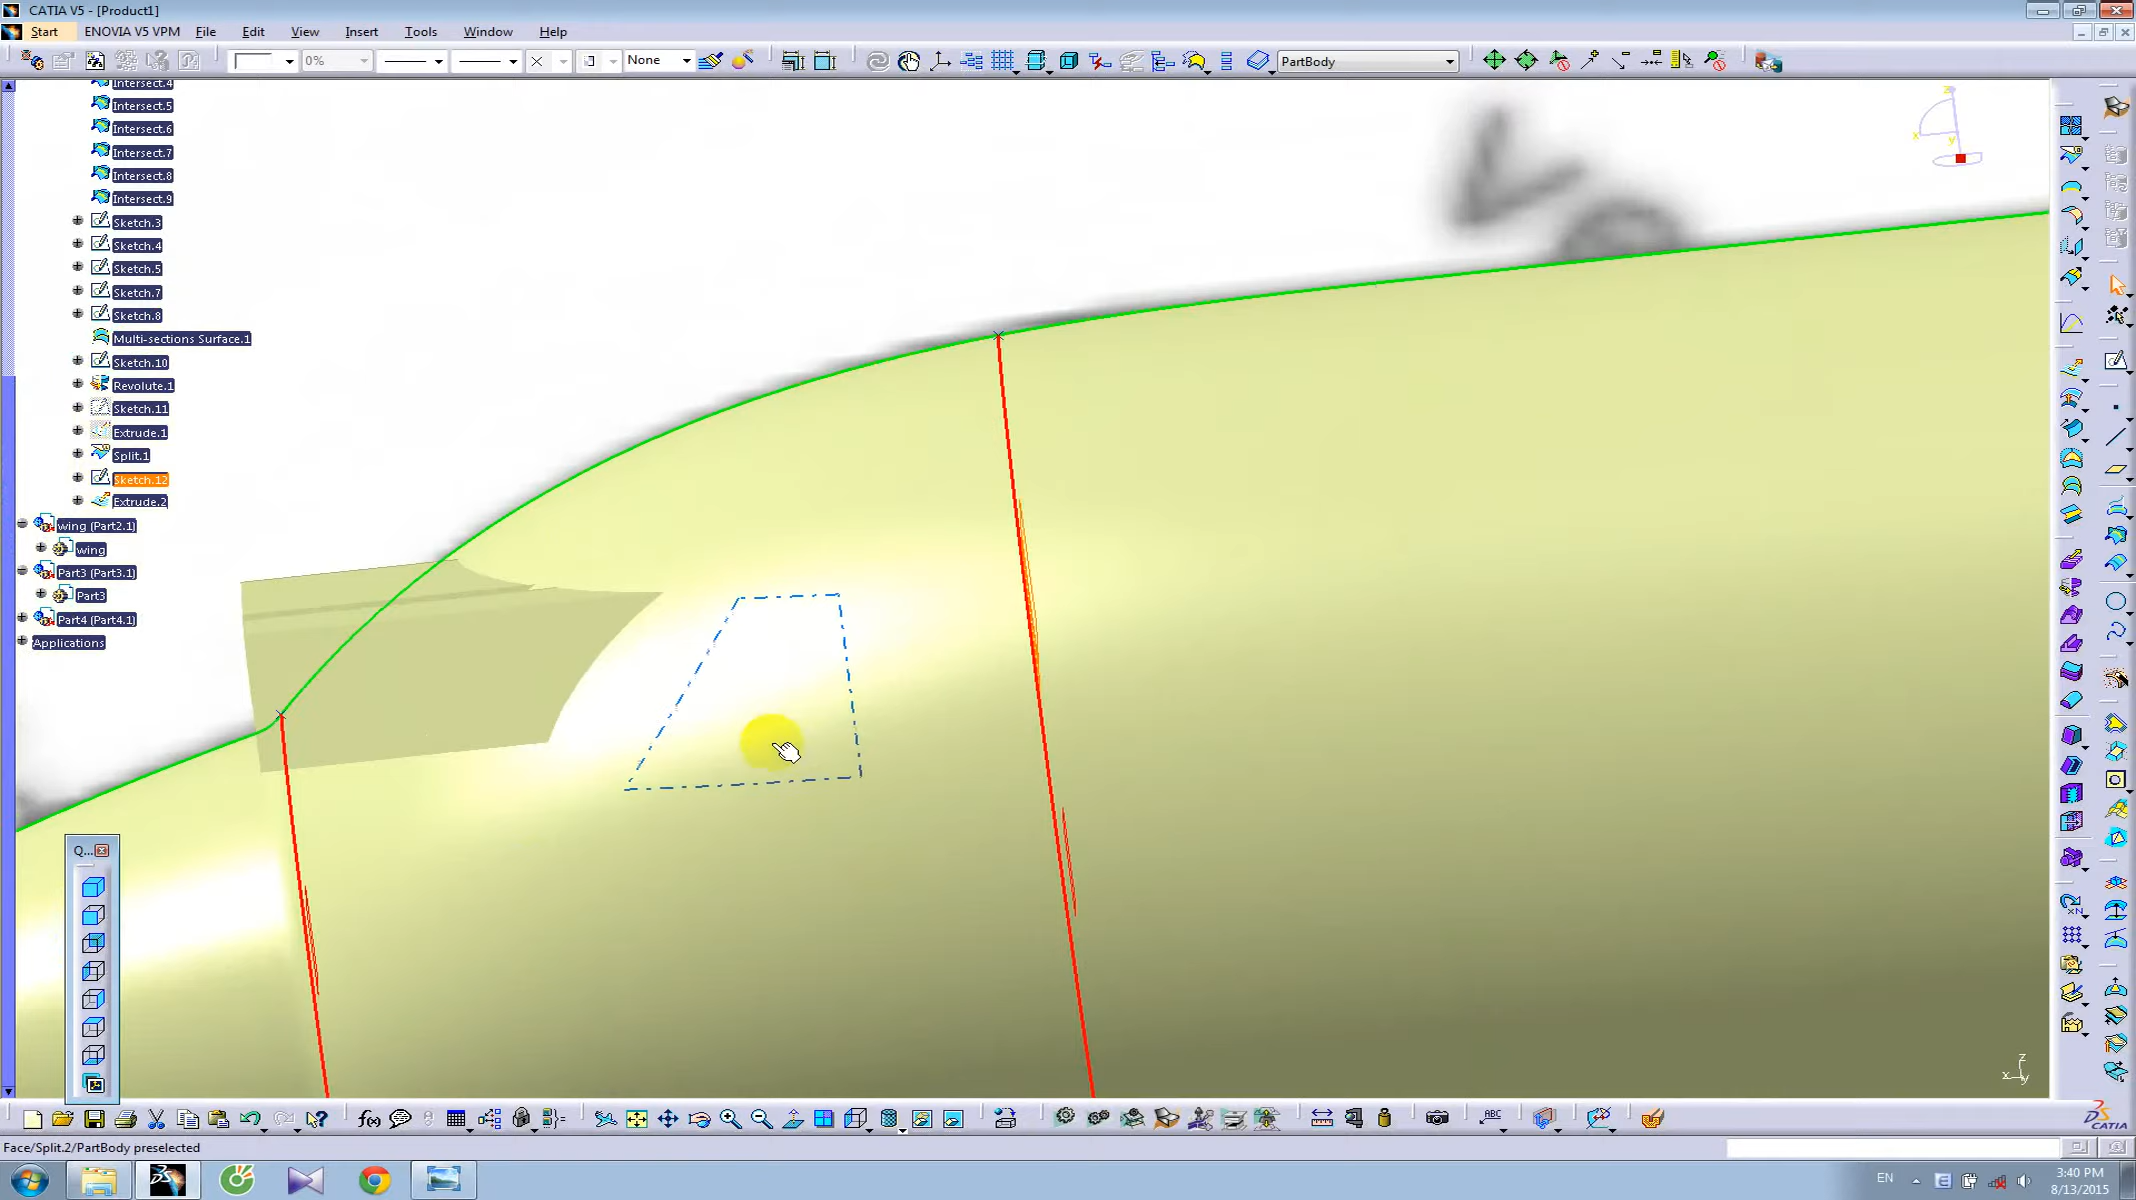 CATIA V5 - [Product1]
Start ENOVIA V5 VPM File Edit View Insert Tools Window Help
0% None PartBody
Intersect.4
Intersect.5
Intersect.6
Intersect.7
Intersect.8
Intersect.9
Sketch.3
Sketch.4
Sketch.5
Sketch.7
Sketch.8
Multi-sections Surface.1
Sketch.10
Revolute.1
Sketch.11
Extrude.1
Split.1
Sketch.12
Extrude.2
wing (Part2.1)
wing
Part3 (Part3.1)
Part3
Part4 (Part4.1)
Applications
Q...
z
x
y
z
x
y
f(x)
ABC
CATIA
Face/Split.2/PartBody preselected
EN
3:40 PM
8/13/2015